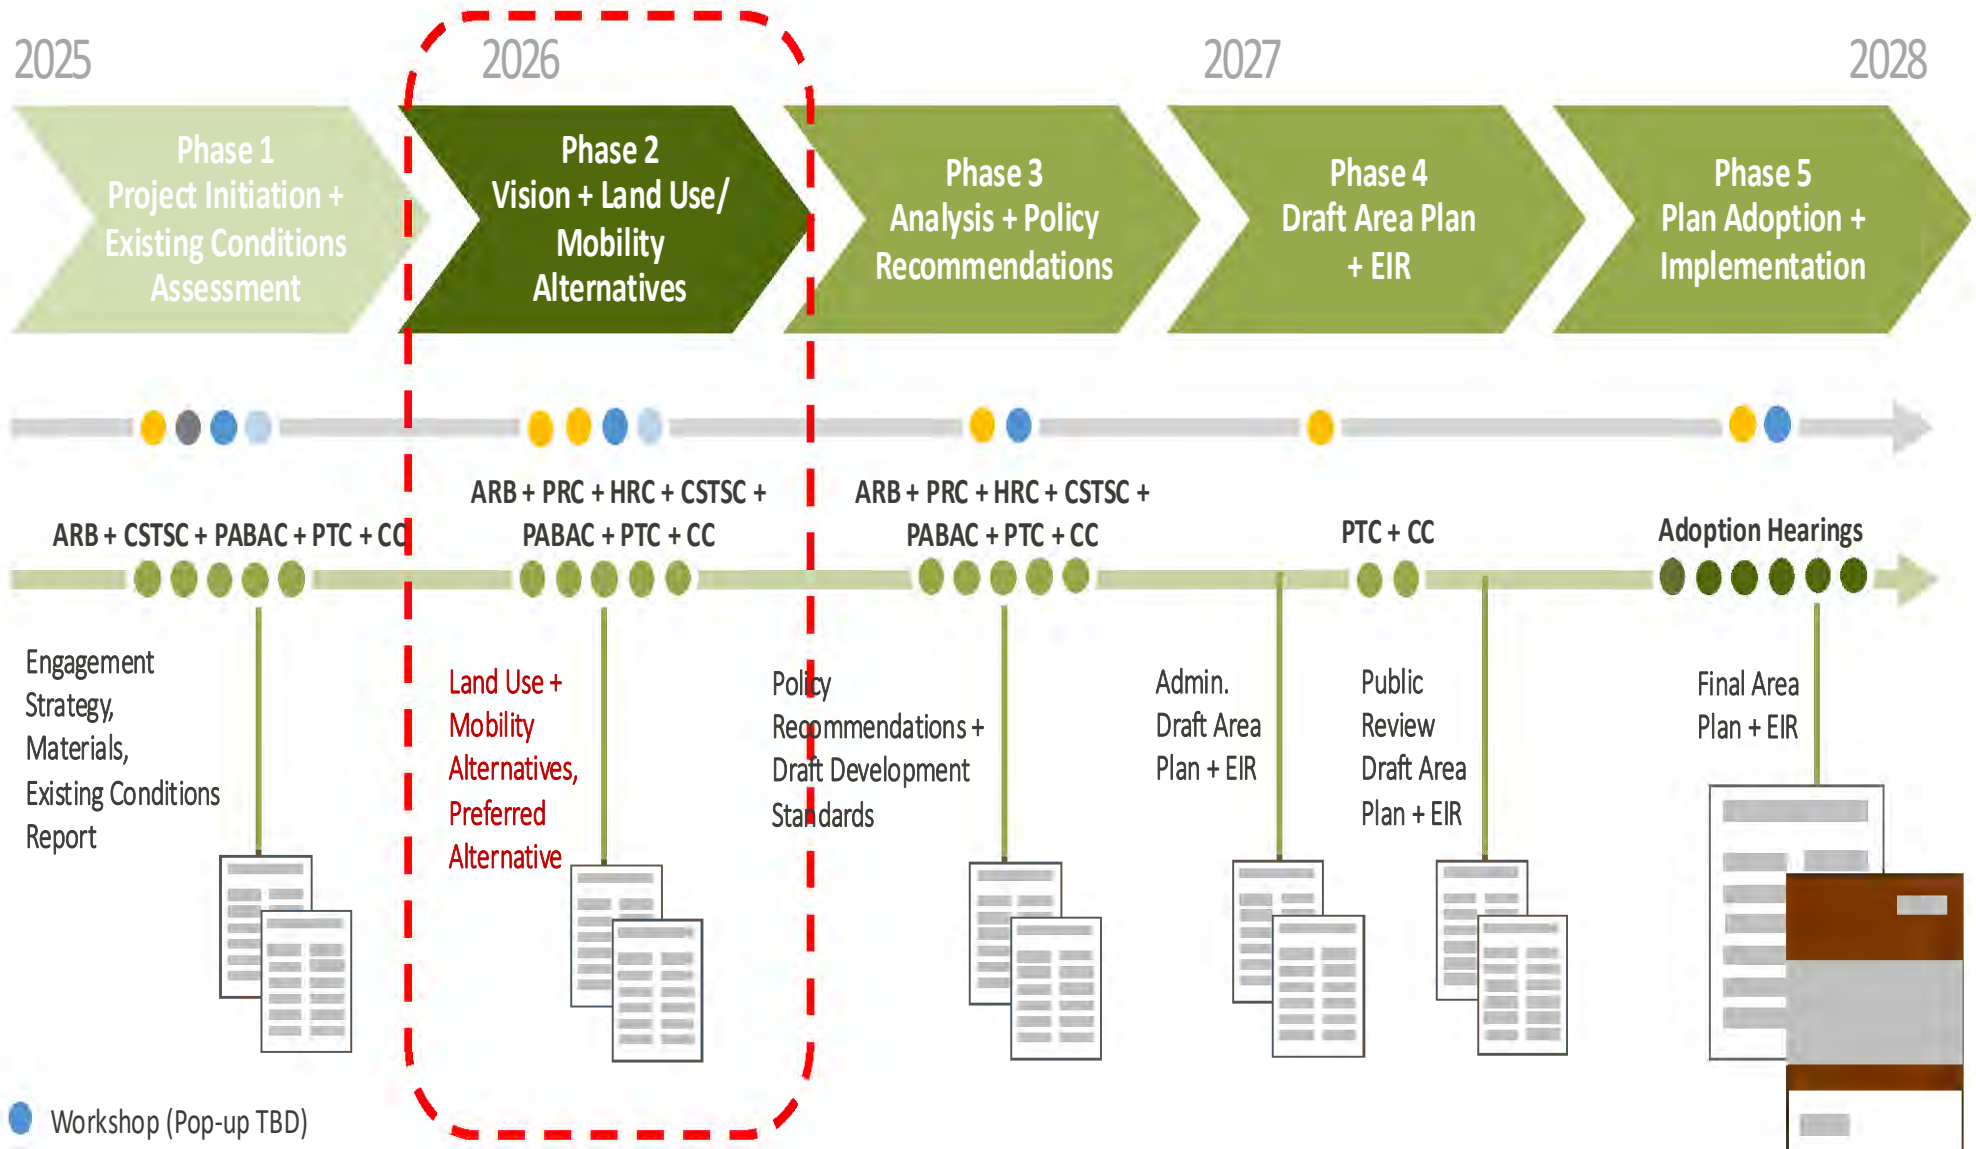 2025
2026
2027
2028
Phase 1
Project Initiation +
Existing Conditions
Assessment
Phase 2
Vision + Land Use/
Mobility
Alternatives
Phase 3
Analysis + Policy
Recommendations
Phase 4
Draft Area Plan
+ EIR
Phase 5
Plan Adoption +
Implementation
ARB + CSTSC + PABAC + PTC + CC
ARB + PRC + HRC + CSTSC +
PABAC + PTC + CC
ARB + PRC + HRC + CSTSC +
PABAC + PTC + CC
PTC + CC
Adoption Hearings
Engagement
Strategy,
Materials,
Existing Conditions
Report
Land Use +
Mobility
Alternatives,
Preferred
Alternative
Policy
Recommendations +
Draft Development
Standards
Admin.
Draft Area
Plan + EIR
Public
Review
Draft Area
Plan + EIR
Final Area
Plan + EIR
Workshop (Pop-up TBD)